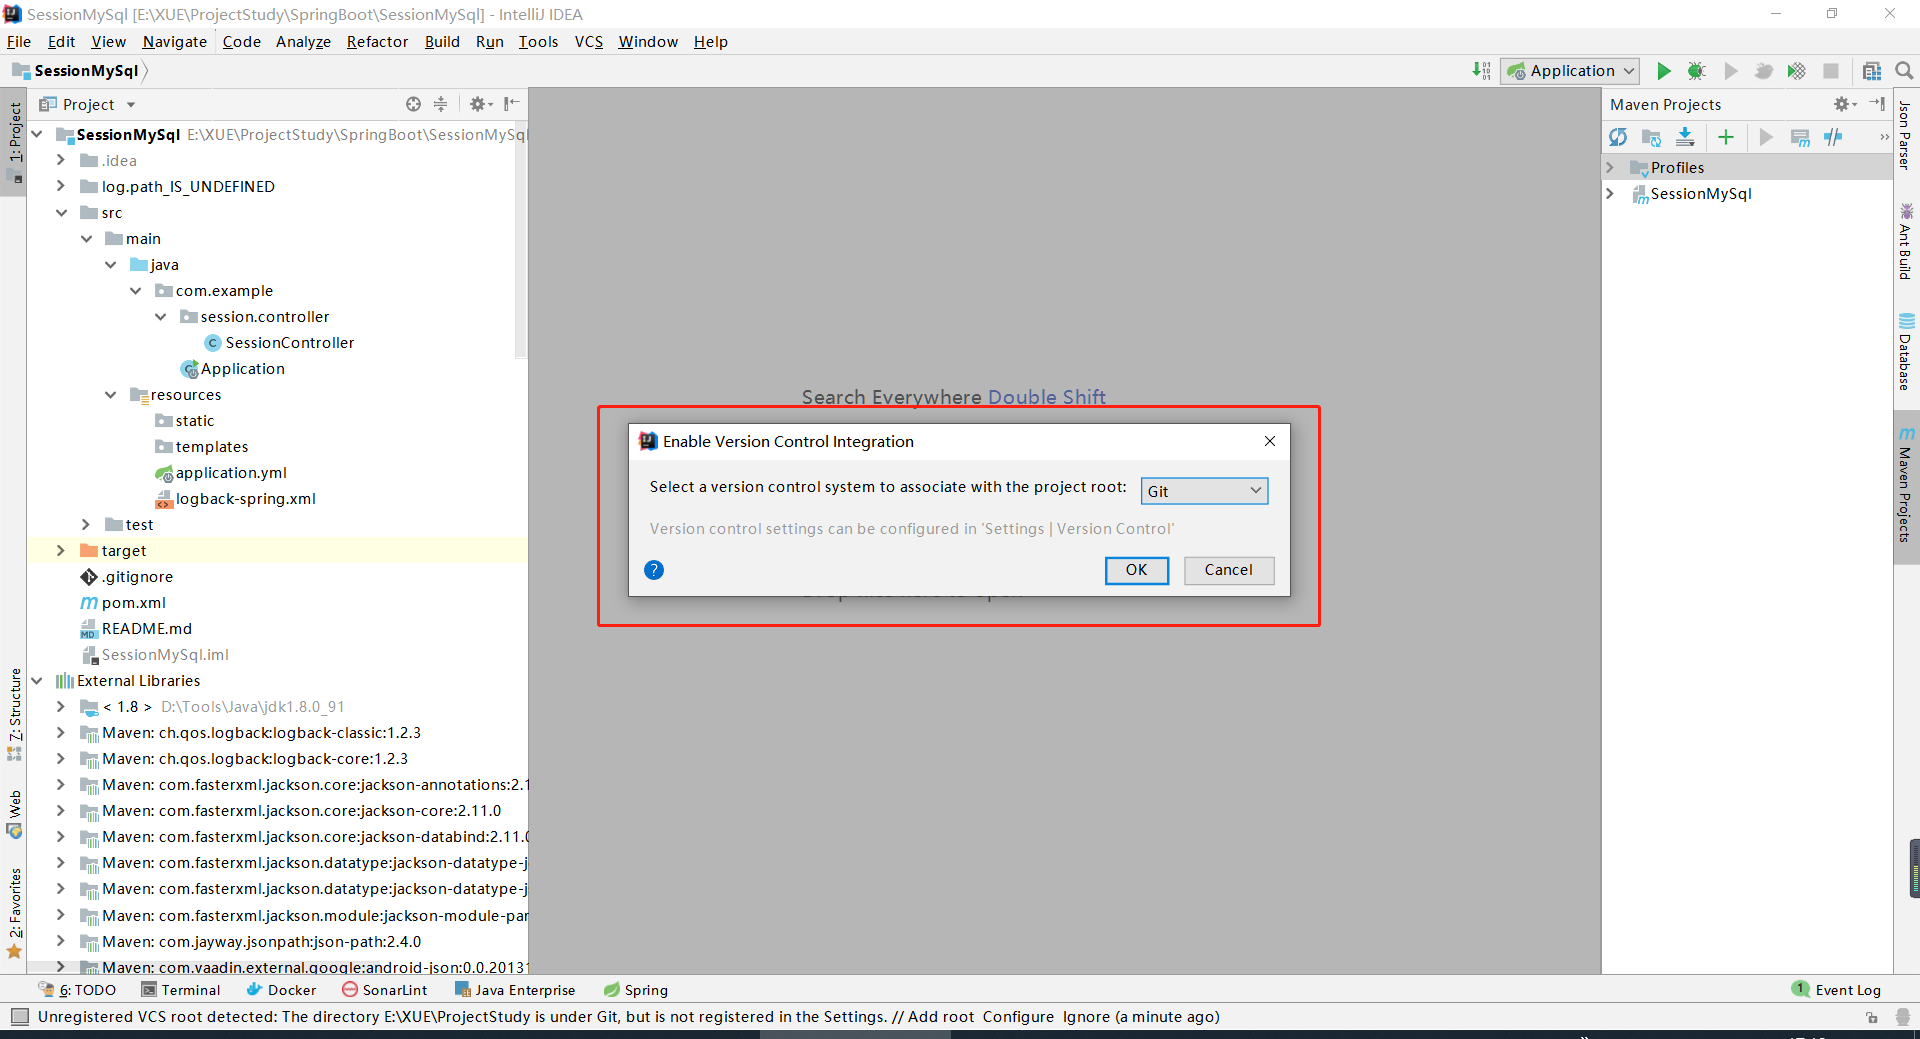 SessionMySql [E:\XUE\ProjectStudy\SpringBoot\SessionMySql] - IntelliJ IDEA
File Edit View Navigate Code Analyze Refactor Build Run Tools VCS Window Help
SessionMySql
Application
1: Project
Project
SessionMySql E:\XUE\ProjectStudy\SpringBoot\SessionMySql
.idea
log.path_IS_UNDEFINED
src
main
java
com.example
session.controller
SessionController
Application
resources
static
templates
application.yml
logback-spring.xml
test
target
.gitignore
pom.xml
README.md
SessionMySql.iml
External Libraries
< 1.8 > D:\Tools\Java\jdk1.8.0_91
Maven: ch.qos.logback:logback-classic:1.2.3
Maven: ch.qos.logback:logback-core:1.2.3
Maven: com.fasterxml.jackson.core:jackson-annotations:2.1
Maven: com.fasterxml.jackson.core:jackson-core:2.11.0
Maven: com.fasterxml.jackson.core:jackson-databind:2.11.0
Maven: com.fasterxml.jackson.datatype:jackson-datatype-j
Maven: com.fasterxml.jackson.datatype:jackson-datatype-j
Maven: com.fasterxml.jackson.module:jackson-module-par
Maven: com.jayway.jsonpath:json-path:2.4.0
Maven: com.vaadin.external.google:android-json:0.0.20131
7: Structure
Web
2: Favorites
Search Everywhere Double Shift
Enable Version Control Integration
Select a version control system to associate with the project root: Git
Version control settings can be configured in 'Settings | Version Control'
OK Cancel
Drop files here to open
Maven Projects
Profiles
SessionMySql
Json Parser
Ant Build
Database
Maven Projects
6: TODO Terminal Docker SonarLint Java Enterprise Spring
1 Event Log
Unregistered VCS root detected: The directory E:\XUE\ProjectStudy is under Git, but is not registered in the Settings. // Add root Configure Ignore (a minute ago)